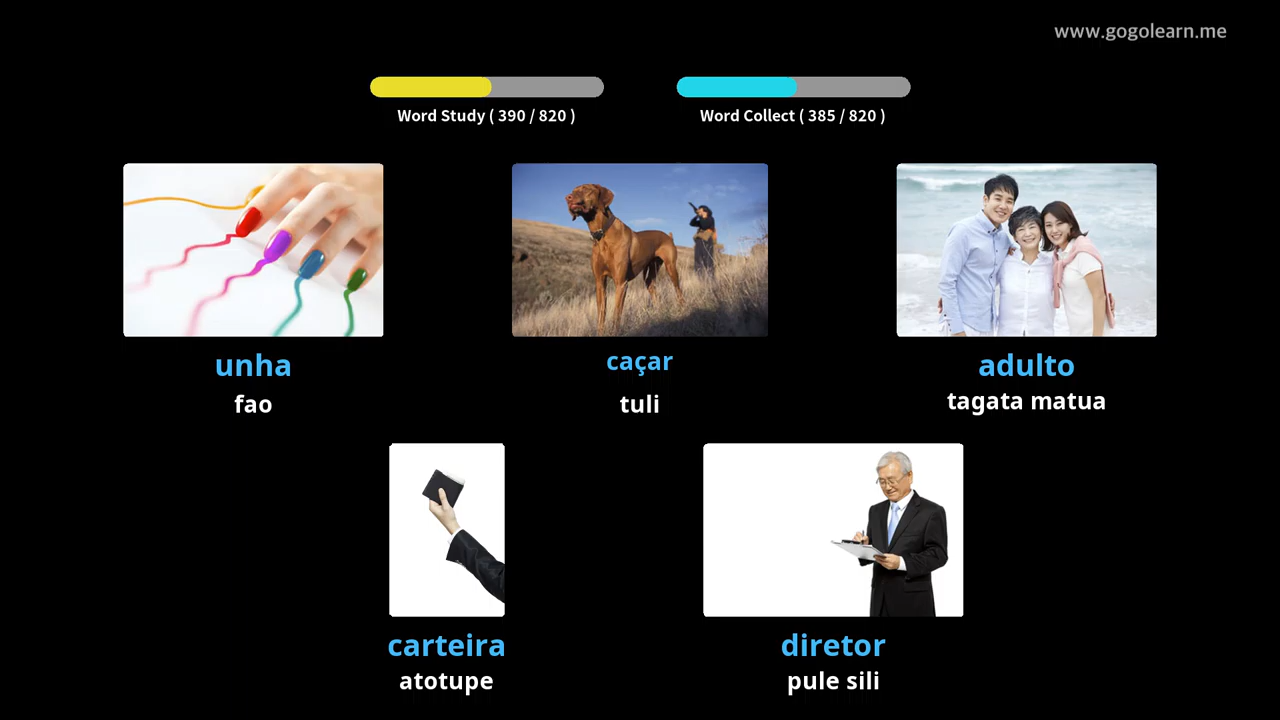 www.gogolearn.me
Word Study ( 390 / 820 )
Word Collect ( 385 / 820 )
unha
fao
caçar
tuli
adulto
tagata matua
carteira
atotupe
diretor
pule sili